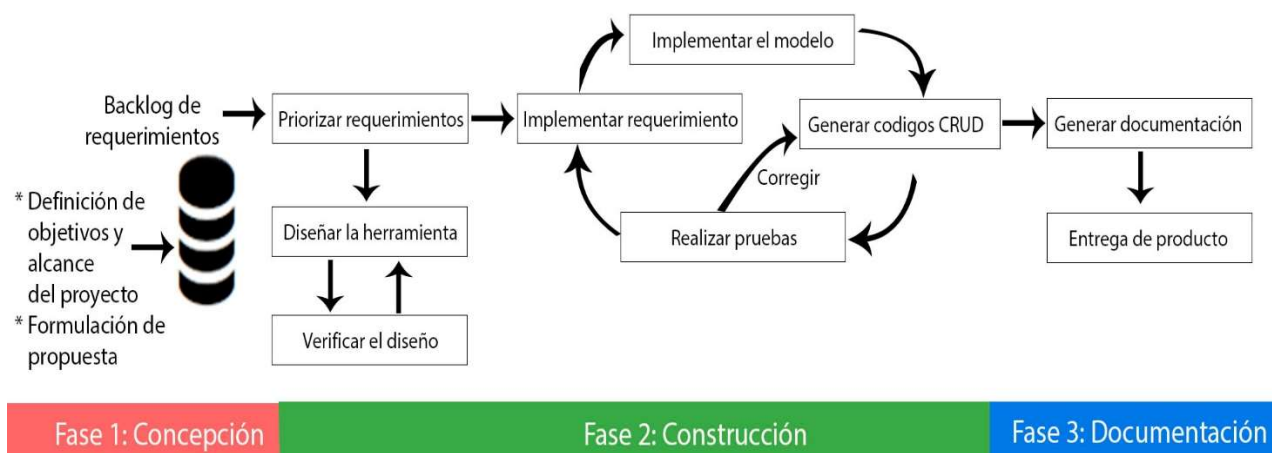 Backlog de
requerimientos
* Definición de
objetivos y
alcance
del proyecto
* Formulación de
propuesta
Priorizar requerimientos
Diseñar la herramienta
Verificar el diseño
Implementar requerimiento
Implementar el modelo
Generar codigos CRUD
Corregir
Realizar pruebas
Generar documentación
Entrega de producto
Fase 1: Concepción
Fase 2: Construcción
Fase 3: Documentación